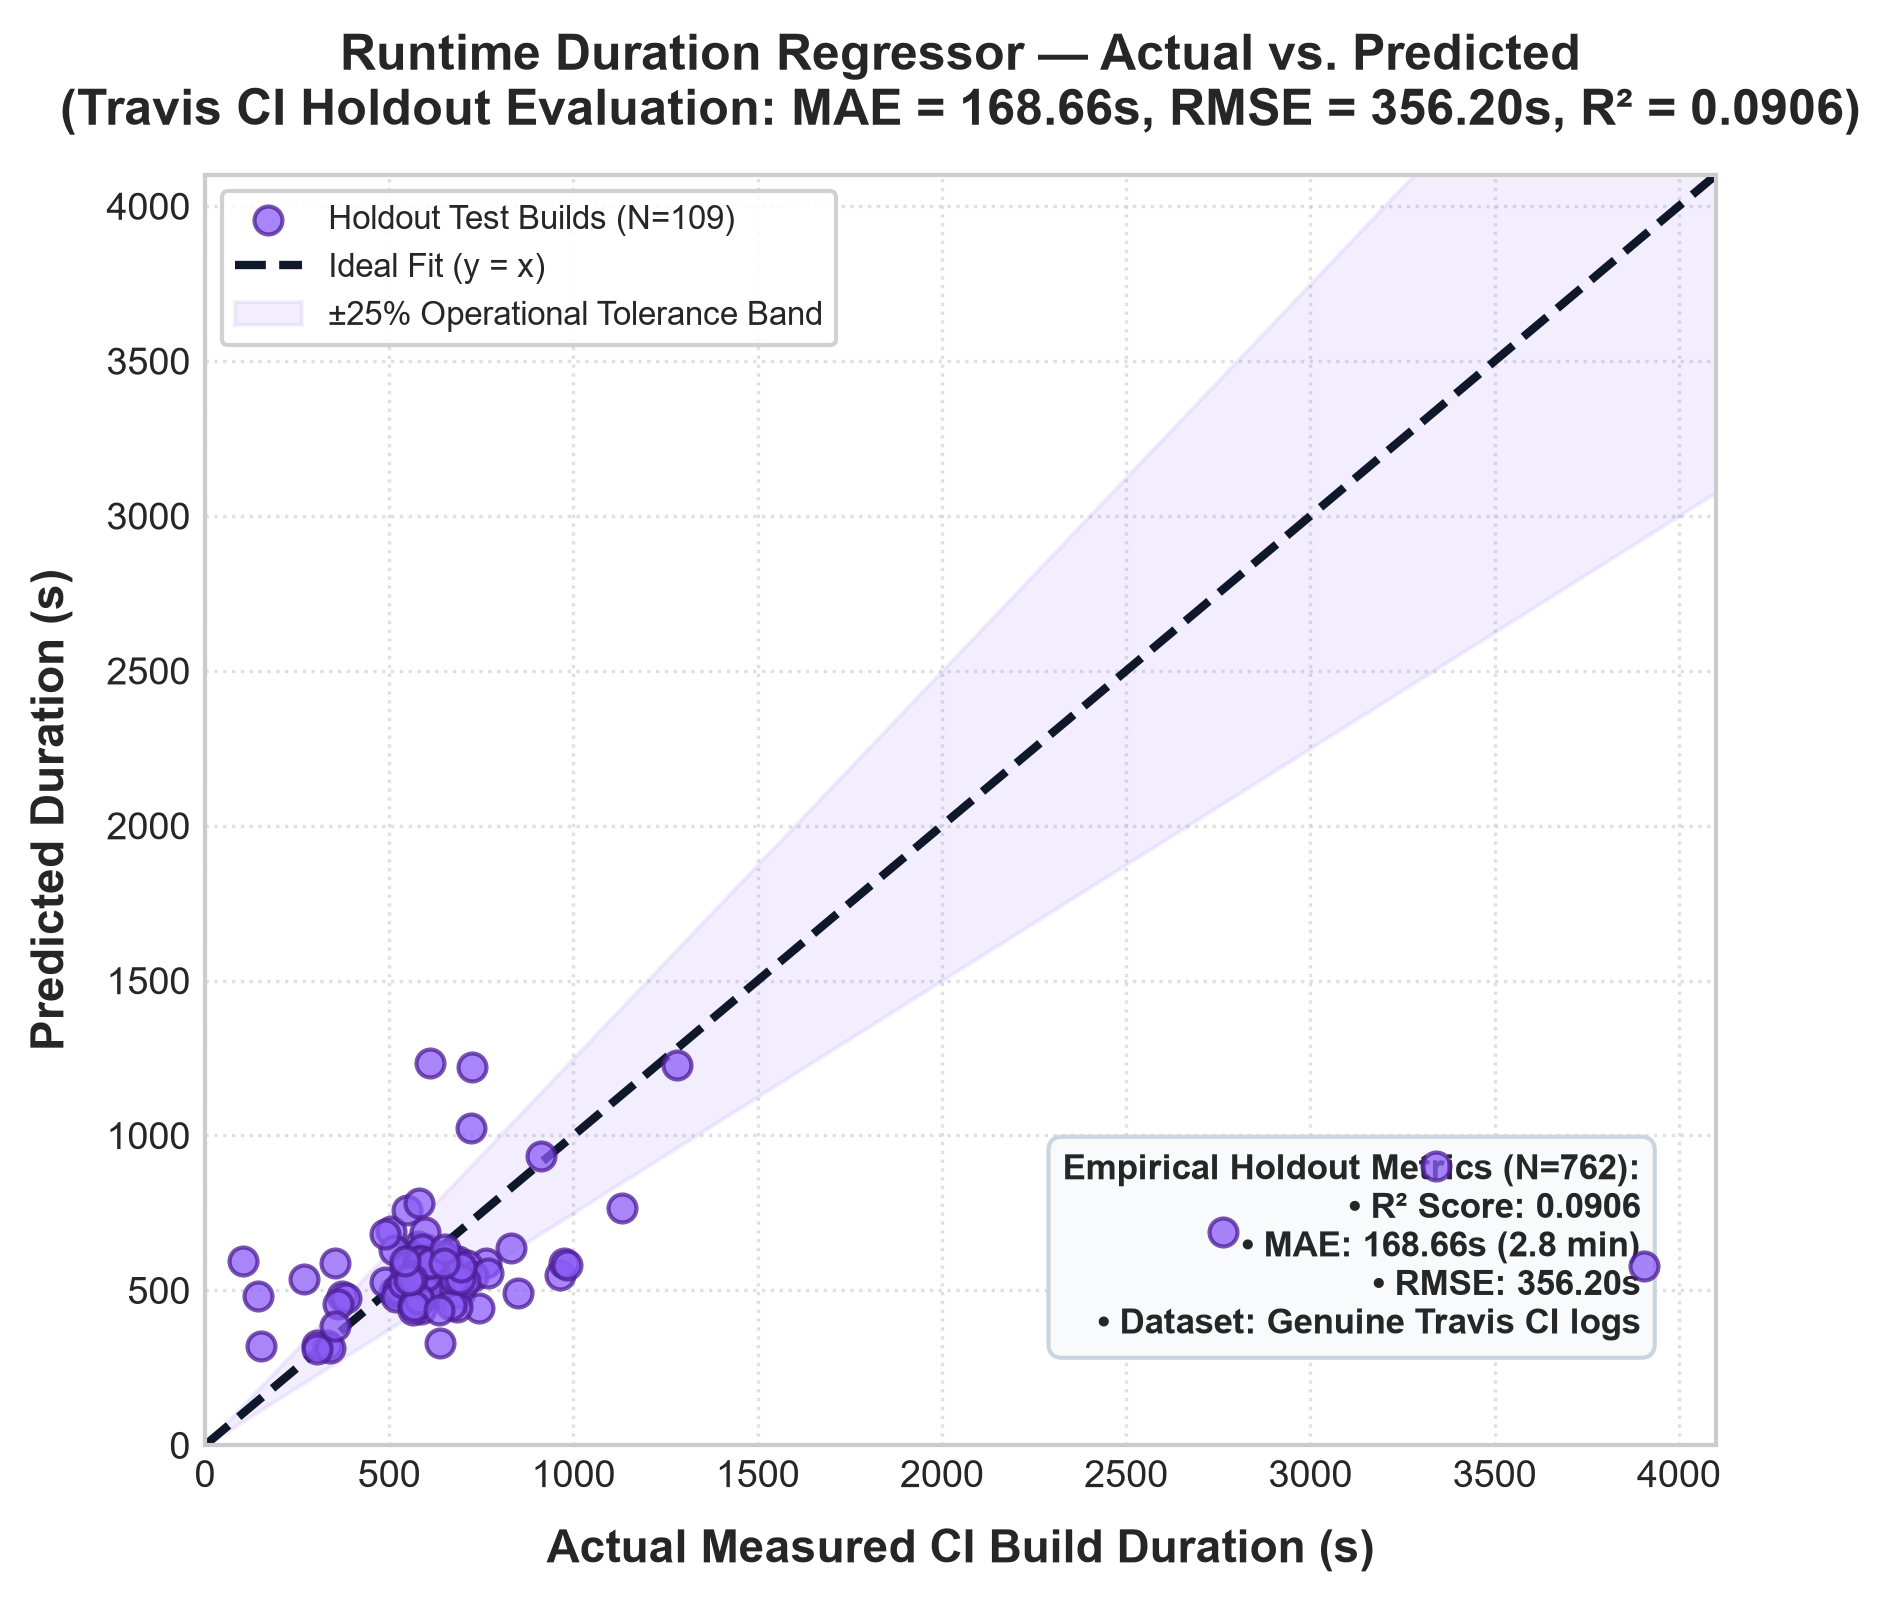 Runtime Duration Regressor — Actual vs. Predicted
(Travis CI Holdout Evaluation: MAE = 168.66s, RMSE = 356.20s, R² = 0.0906)
Holdout Test Builds (N=109)
Ideal Fit (y = x)
±25% Operational Tolerance Band
Predicted Duration (s)
4000
3500
3000
2500
2000
1500
1000
500
0
Empirical Holdout Metrics (N=762):
• R² Score: 0.0906
• MAE: 168.66s (2.8 min)
• RMSE: 356.20s
• Dataset: Genuine Travis CI logs
0 500 1000 1500 2000 2500 3000 3500 4000
Actual Measured CI Build Duration (s)